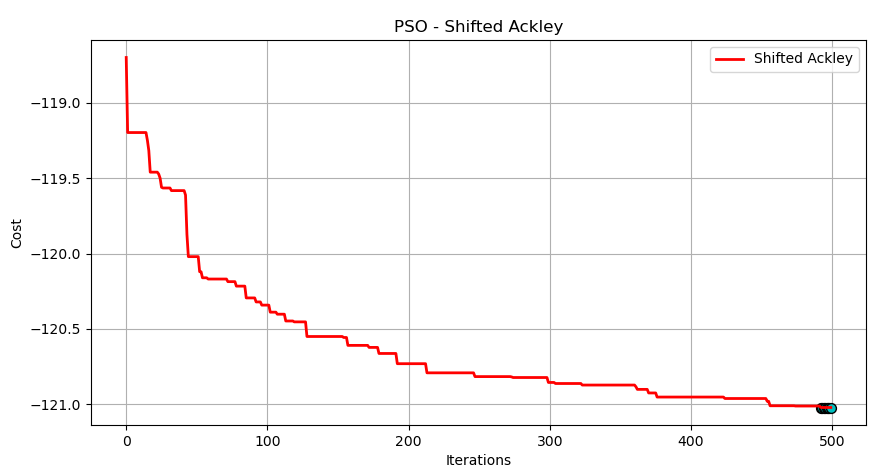 PSO - Shifted Ackley
Shifted Ackley
−119.0
−119.5
−120.0
−120.5
−121.0
Cost
0
100
200
300
400
500
Iterations